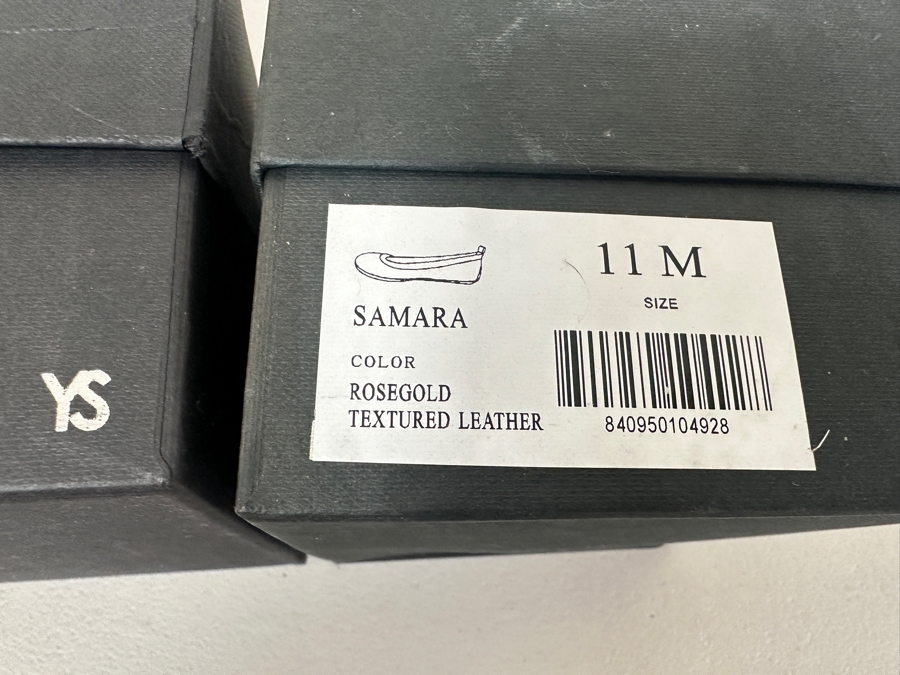 YS
SAMARA
COLOR
ROSEGOLD
TEXTURED LEATHER
11 M
SIZE
840950104928